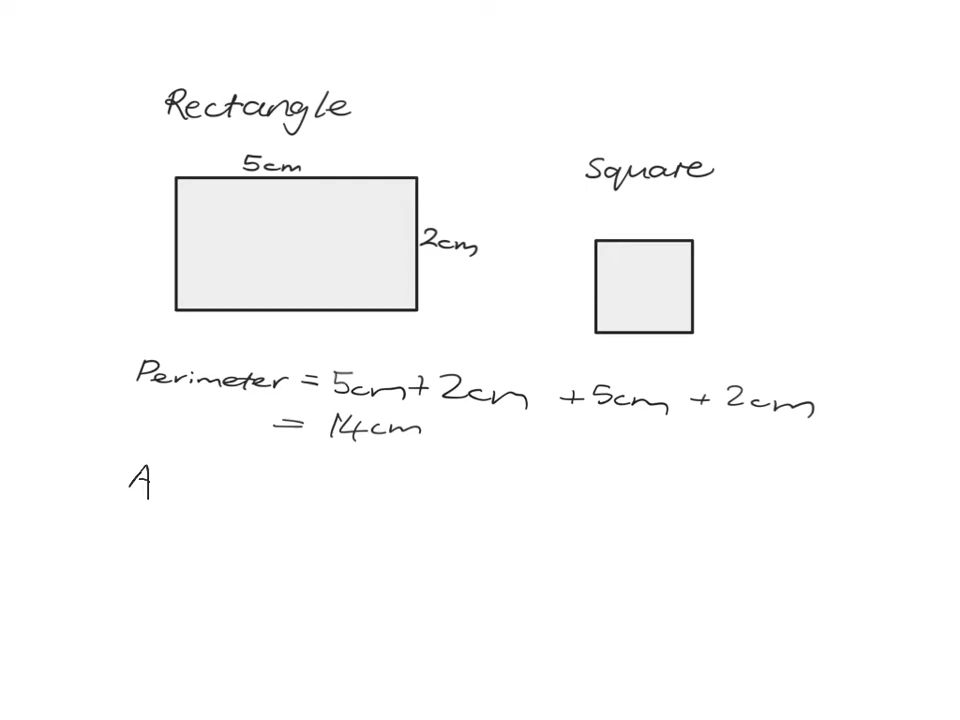 Rectangle
5cm
Square
2cm
Perimeter = 5cm + 2cm + 5cm + 2cm
= 14cm
A